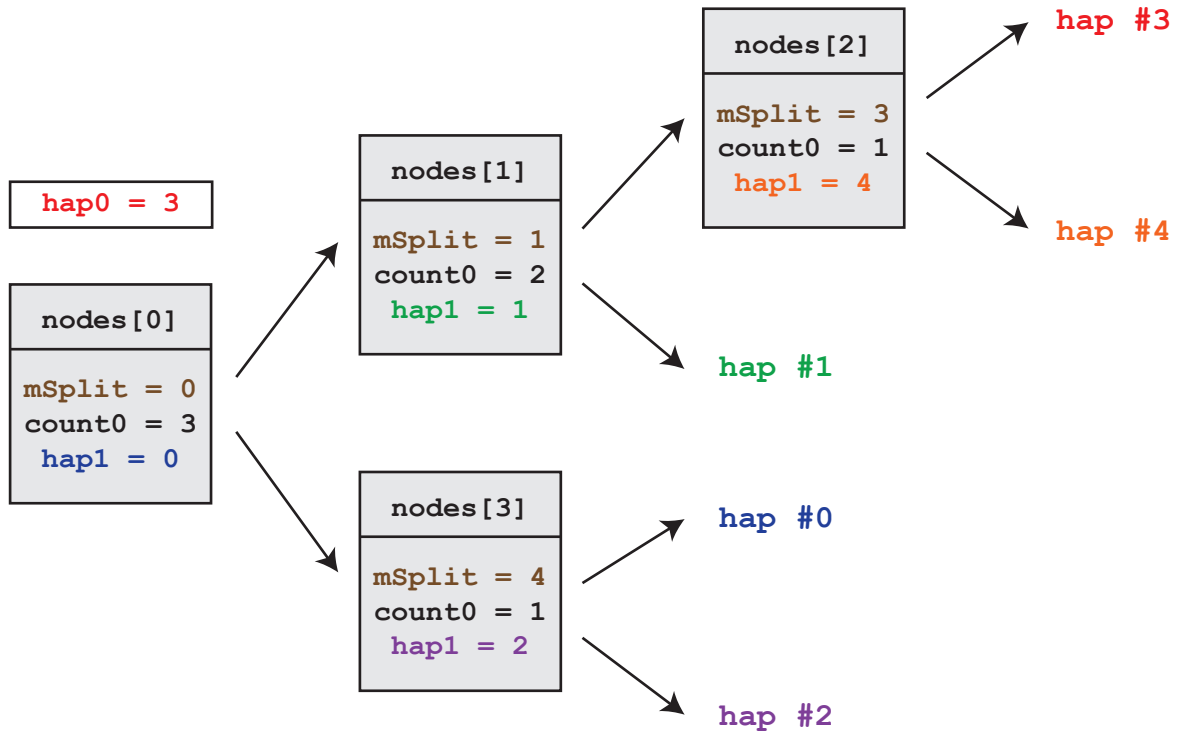 hap0 = 3
nodes[0]
mSplit = 0
count0 = 3
hap1 = 0
nodes[1]
mSplit = 1
count0 = 2
hap1 = 1
nodes[3]
mSplit = 4
count0 = 1
hap1 = 2
nodes[2]
mSplit = 3
count0 = 1
hap1 = 4
hap #1
hap #0
hap #2
hap #3
hap #4